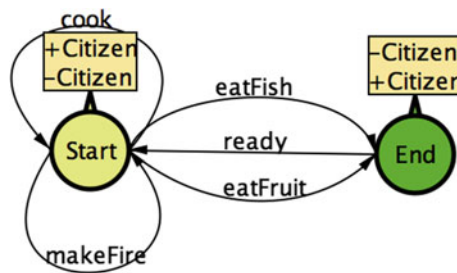 cook
+Citizen
−Citizen
−Citizen
+Citizen
eatFish
Start
ready
End
eatFruit
makeFire